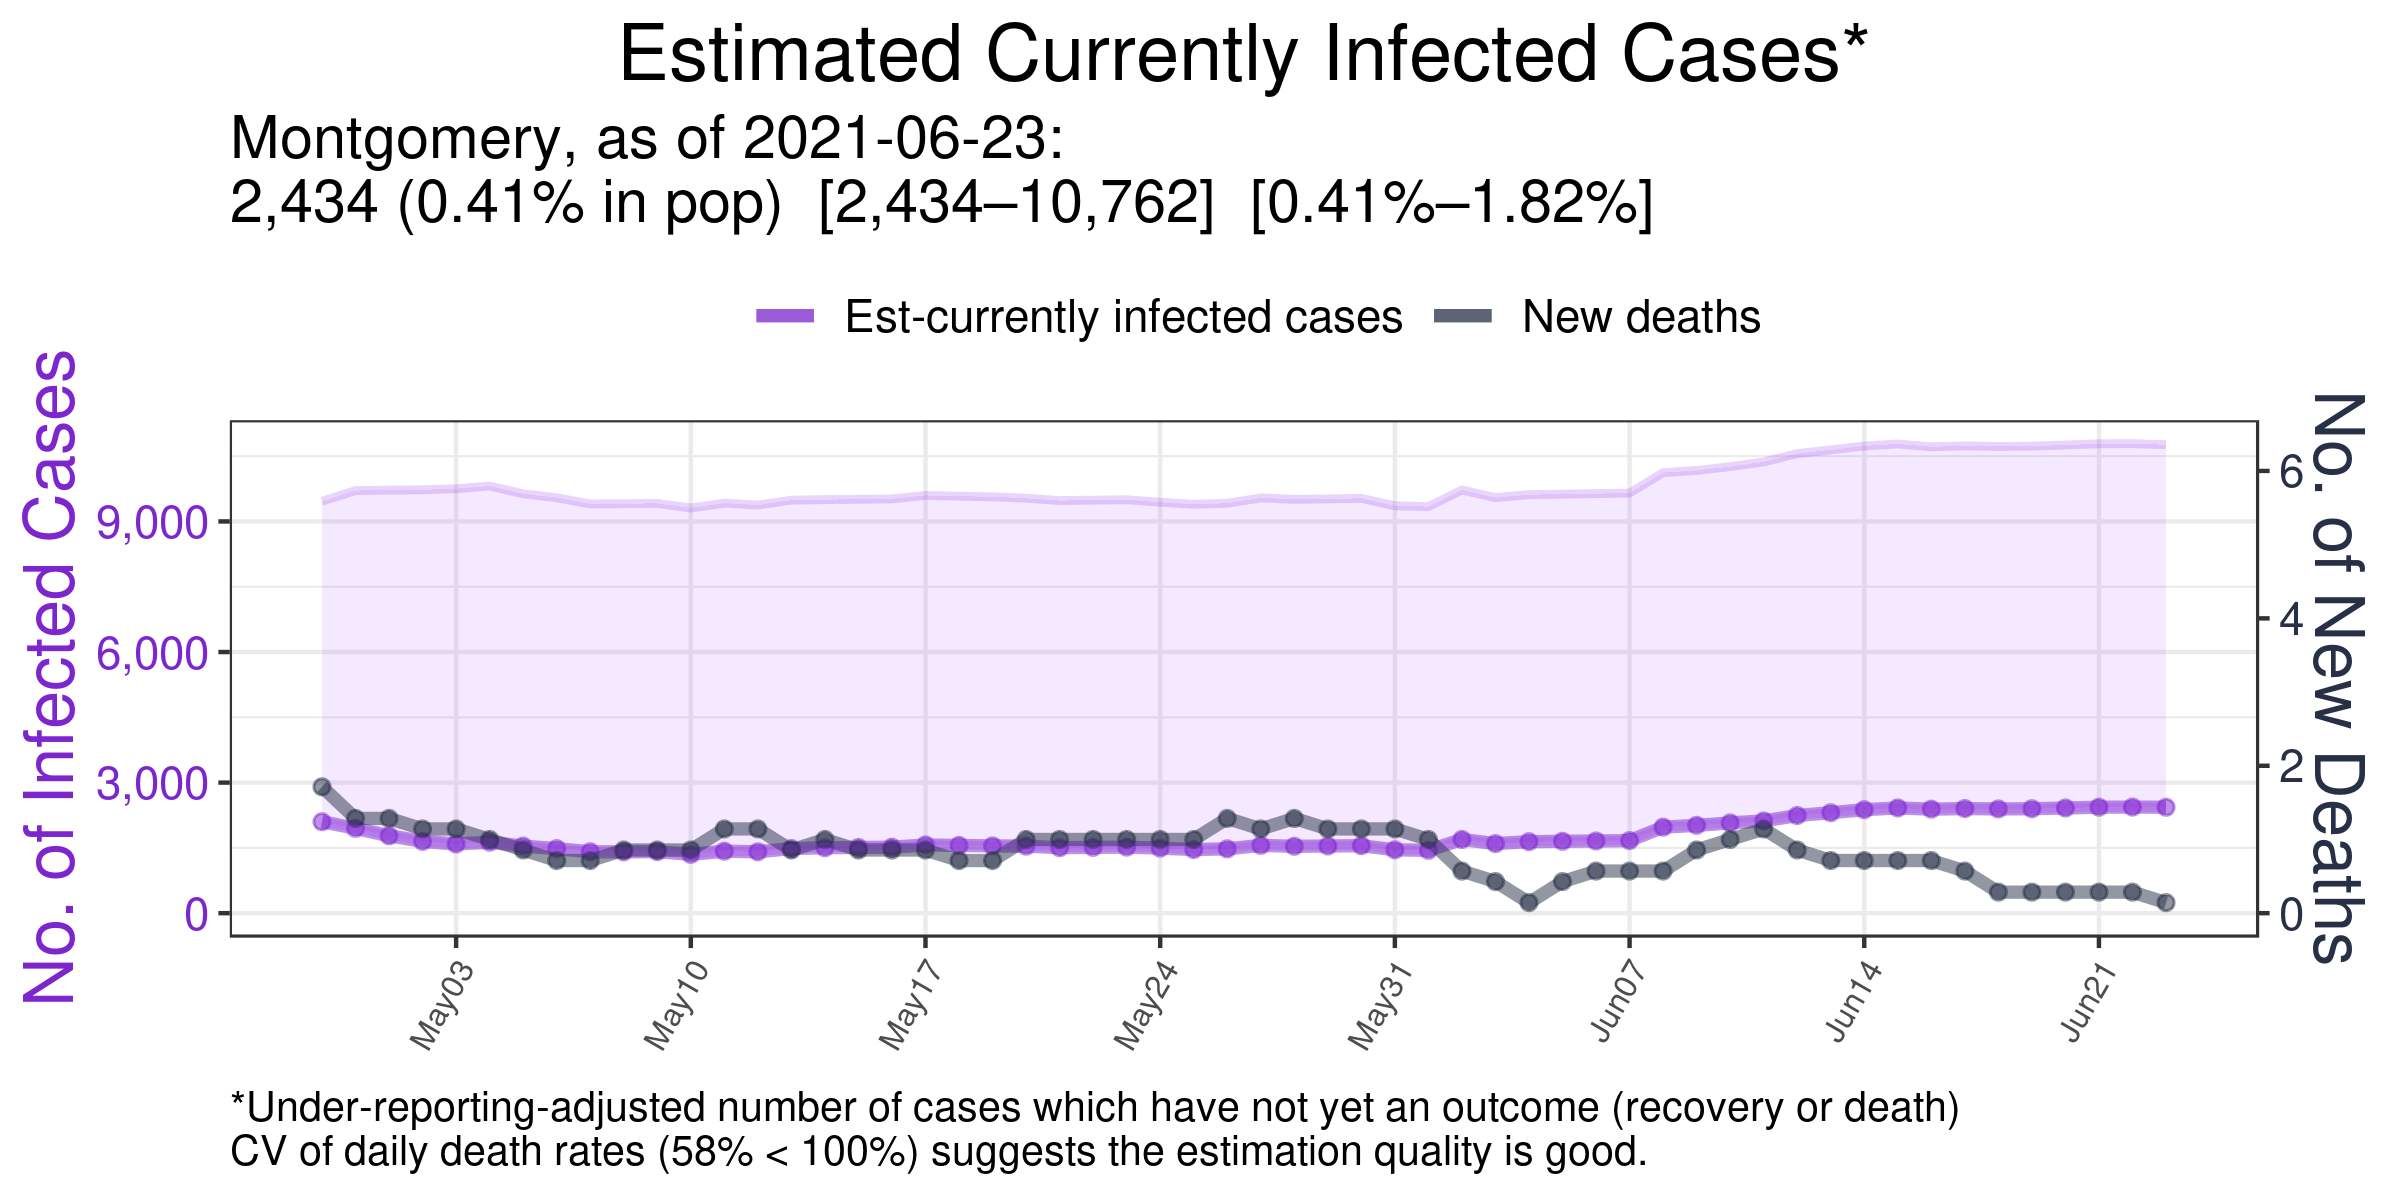 Estimated Currently Infected Cases*
Montgomery, as of 2021-06-23:
2,434 (0.41% in pop)  [2,434–10,762]  [0.41%–1.82%]
Est-currently infected cases
New deaths
No. of Infected Cases
9,000
6,000
3,000
0
No. of New Deaths
6
4
2
0
May03
May10
May17
May24
May31
Jun07
Jun14
Jun21
*Under-reporting-adjusted number of cases which have not yet an outcome (recovery or death)
CV of daily death rates (58% < 100%) suggests the estimation quality is good.